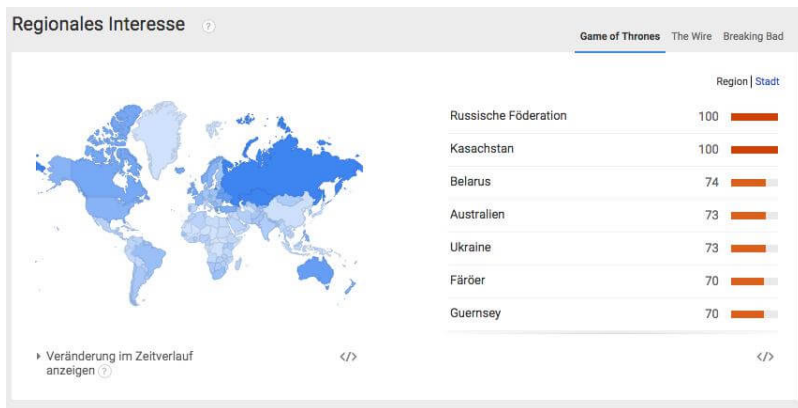 Regionales Interesse ?
Game of Thrones The Wire Breaking Bad
Region | Stadt
Russische Föderation 100
Kasachstan 100
Belarus 74
Australien 73
Ukraine 73
Färöer 70
Guernsey 70
Veränderung im Zeitverlauf
anzeigen ?
</>
</>